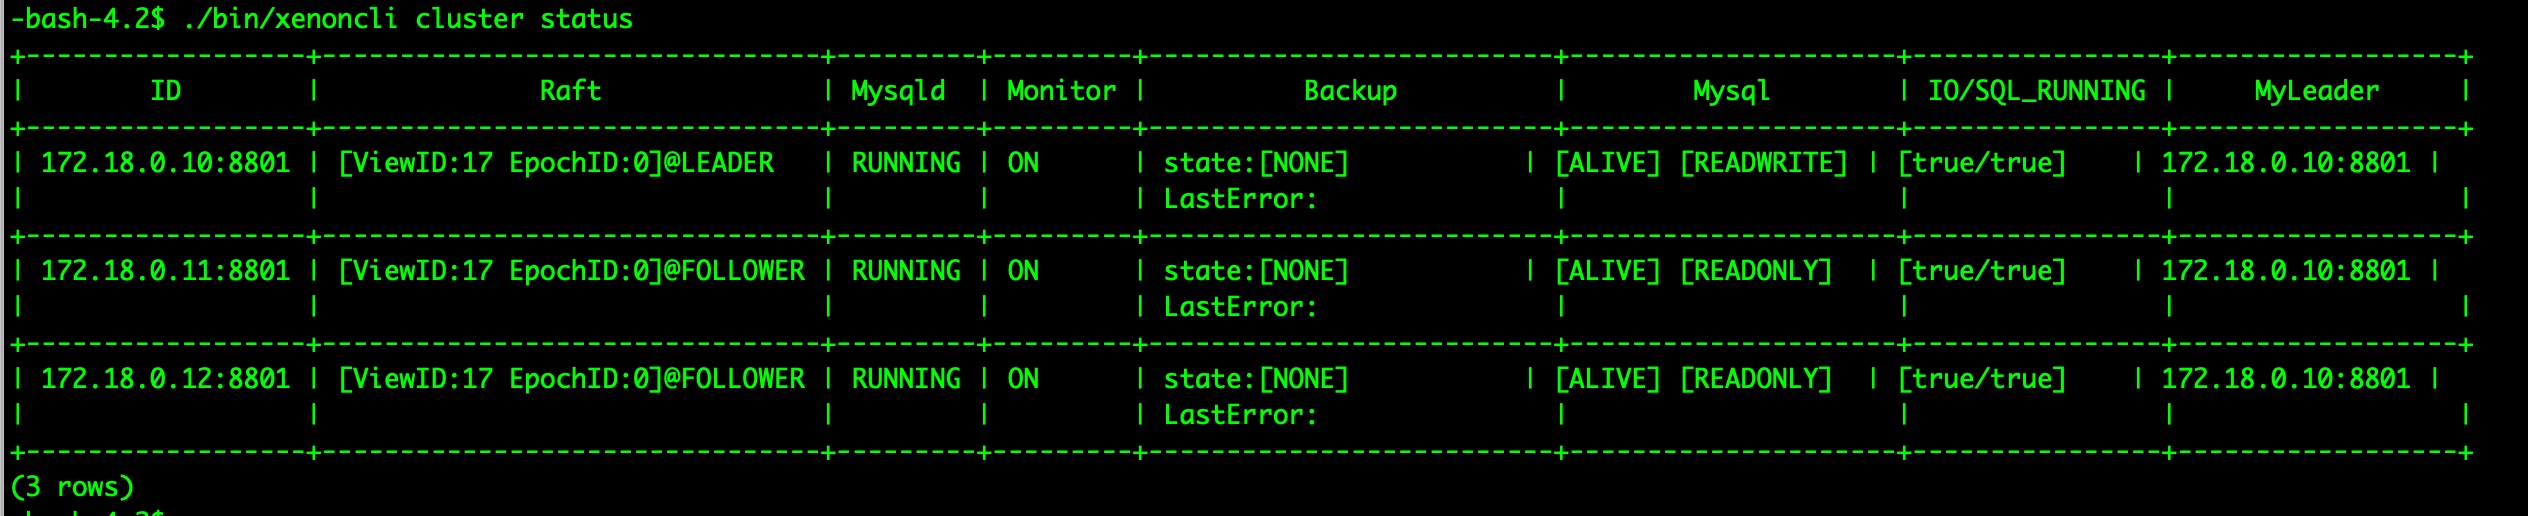 -bash-4.2$ ./bin/xenoncli cluster status
+------------------+--------------------------------+---------+---------+--------------------------+---------------------+----------------+------------------+
| ID | Raft | Mysqld | Monitor | Backup | Mysql | IO/SQL_RUNNING | MyLeader |
+------------------+--------------------------------+---------+---------+--------------------------+---------------------+----------------+------------------+
| 172.18.0.10:8801 | [ViewID:17 EpochID:0]@LEADER | RUNNING | ON | state:[NONE] | [ALIVE] [READWRITE] | [true/true] | 172.18.0.10:8801 |
| | | | | LastError: | | | |
+------------------+--------------------------------+---------+---------+--------------------------+---------------------+----------------+------------------+
| 172.18.0.11:8801 | [ViewID:17 EpochID:0]@FOLLOWER | RUNNING | ON | state:[NONE] | [ALIVE] [READONLY] | [true/true] | 172.18.0.10:8801 |
| | | | | LastError: | | | |
+------------------+--------------------------------+---------+---------+--------------------------+---------------------+----------------+------------------+
| 172.18.0.12:8801 | [ViewID:17 EpochID:0]@FOLLOWER | RUNNING | ON | state:[NONE] | [ALIVE] [READONLY] | [true/true] | 172.18.0.10:8801 |
| | | | | LastError: | | | |
+------------------+--------------------------------+---------+---------+--------------------------+---------------------+----------------+------------------+
(3 rows)